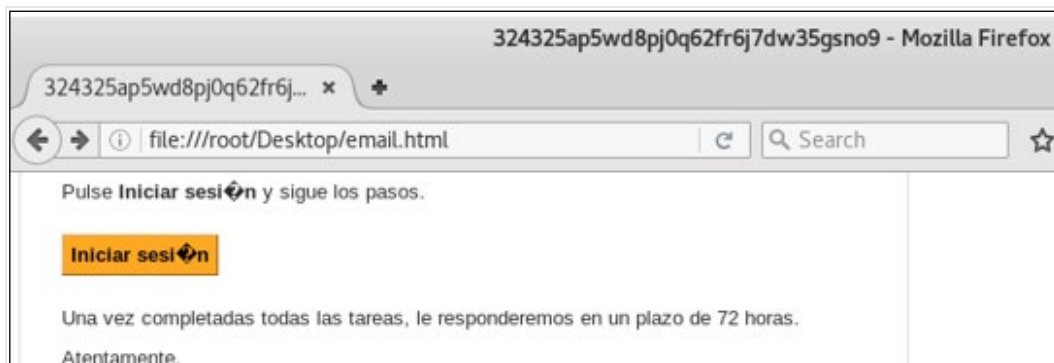 324325ap5wd8pj0q62fr6j7dw35gsno9 - Mozilla Firefox
324325ap5wd8pj0q62fr6j...
file:///root/Desktop/email.html
Search
Pulse Iniciar sesi�n y sigue los pasos.
Iniciar sesi�n
Una vez completadas todas las tareas, le responderemos en un plazo de 72 horas.
Atentamente,